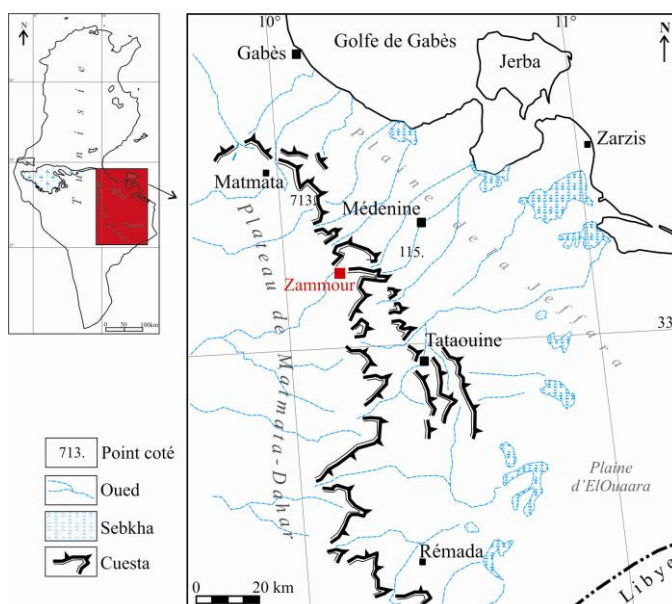 N
Tunisie
0 50 100km
713. Point coté
Oued
Sebkha
Cuesta
10°
11°
N
Golfe de Gabès
Gabès
Jerba
Zarzis
Matmata
713.
Médenine
115.
Plaine de la Jeffara
Zammour
33
Tataouine
Plateau de Matmata-Dahar
Plaine
d'ElOuaara
Rémada
Libye
0 20 km